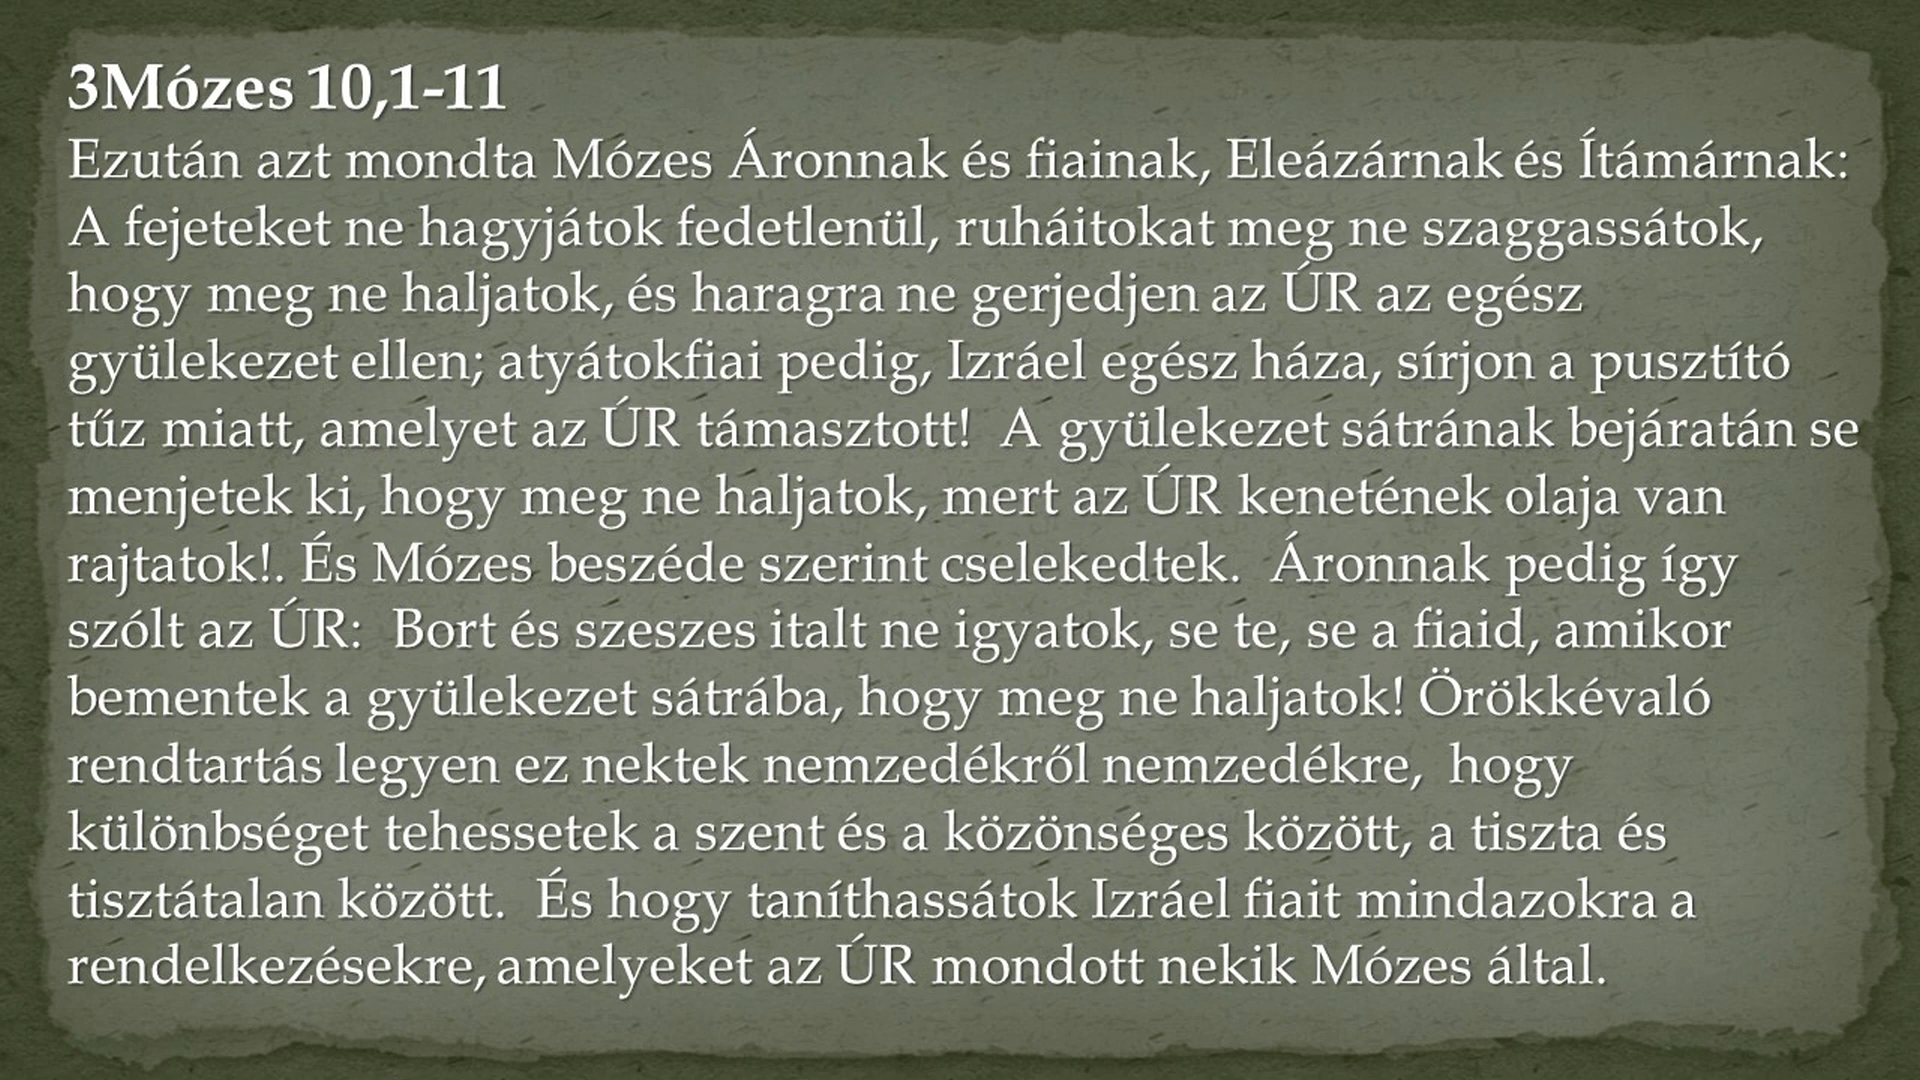 3Mózes 10,1-11
Ezután azt mondta Mózes Áronnak és fiainak, Eleázárnak és Ítámárnak:
A fejeteket ne hagyjátok fedetlenül, ruháitokat meg ne szaggassátok,
hogy meg ne haljatok, és haragra ne gerjedjen az ÚR az egész
gyülekezet ellen; atyátokfiai pedig, Izráel egész háza, sírjon a pusztító
tűz miatt, amelyet az ÚR támasztott!  A gyülekezet sátrának bejáratán se
menjetek ki, hogy meg ne haljatok, mert az ÚR kenetének olaja van
rajtatok!. És Mózes beszéde szerint cselekedtek.  Áronnak pedig így
szólt az ÚR:  Bort és szeszes italt ne igyatok, se te, se a fiaid, amikor
bementek a gyülekezet sátrába, hogy meg ne haljatok! Örökkévaló
rendtartás legyen ez nektek nemzedékről nemzedékre,  hogy
különbséget tehessetek a szent és a közönséges között, a tiszta és
tisztátalan között.  És hogy taníthassátok Izráel fiait mindazokra a
rendelkezésekre, amelyeket az ÚR mondott nekik Mózes által.